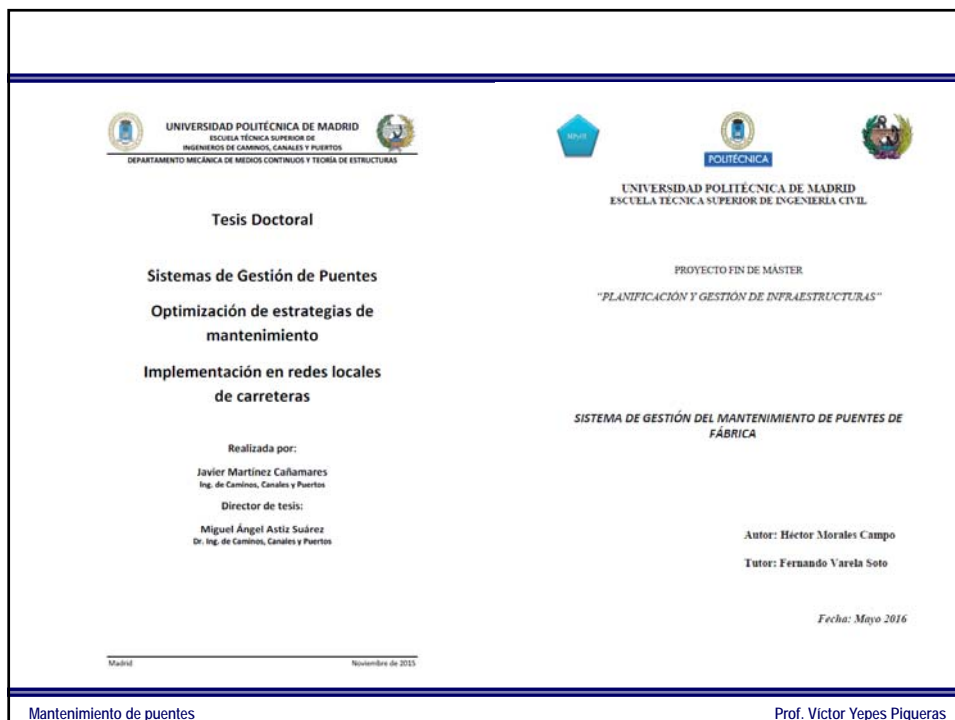 UNIVERSIDAD POLITÉCNICA DE MADRID
ESCUELA TÉCNICA SUPERIOR DE
INGENIEROS DE CAMINOS, CANALES Y PUERTOS
DEPARTAMENTO MECÁNICA DE MEDIOS CONTINUOS Y TEORÍA DE ESTRUCTURAS
Tesis Doctoral
Sistemas de Gestión de Puentes
Optimización de estrategias de
mantenimiento
Implementación en redes locales
de carreteras
Realizada por:
Javier Martínez Cañamares
Ing. de Caminos, Canales y Puertos
Director de tesis:
Miguel Ángel Astiz Suárez
Dr. Ing. de Caminos, Canales y Puertos
Madrid Noviembre de 2015
POLITÉCNICA
UNIVERSIDAD POLITÉCNICA DE MADRID
ESCUELA TÉCNICA SUPERIOR DE INGENIERÍA CIVIL
PROYECTO FIN DE MÁSTER
"PLANIFICACIÓN Y GESTIÓN DE INFRAESTRUCTURAS"
SISTEMA DE GESTIÓN DEL MANTENIMIENTO DE PUENTES DE
FÁBRICA
Autor: Héctor Morales Campo
Tutor: Fernando Varela Soto
Fecha: Mayo 2016
Mantenimiento de puentes
Prof. Víctor Yepes Piqueras